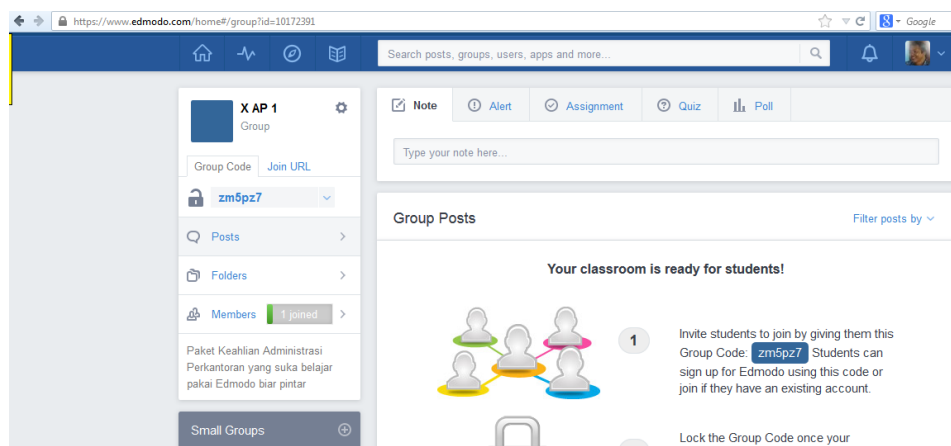 https://www.edmodo.com/home#/group?id=10172391
Google
Search posts, groups, users, apps and more...
X AP 1
Group
Group Code Join URL
zm5pz7
Posts
Folders
Members 1 joined
Paket Keahlian Administrasi
Perkantoran yang suka belajar
pakai Edmodo biar pintar
Small Groups
Note Alert Assignment Quiz Poll
Type your note here...
Group Posts Filter posts by
Your classroom is ready for students!
1
Invite students to join by giving them this
Group Code: zm5pz7 Students can
sign up for Edmodo using this code or
join if they have an existing account.
Lock the Group Code once your